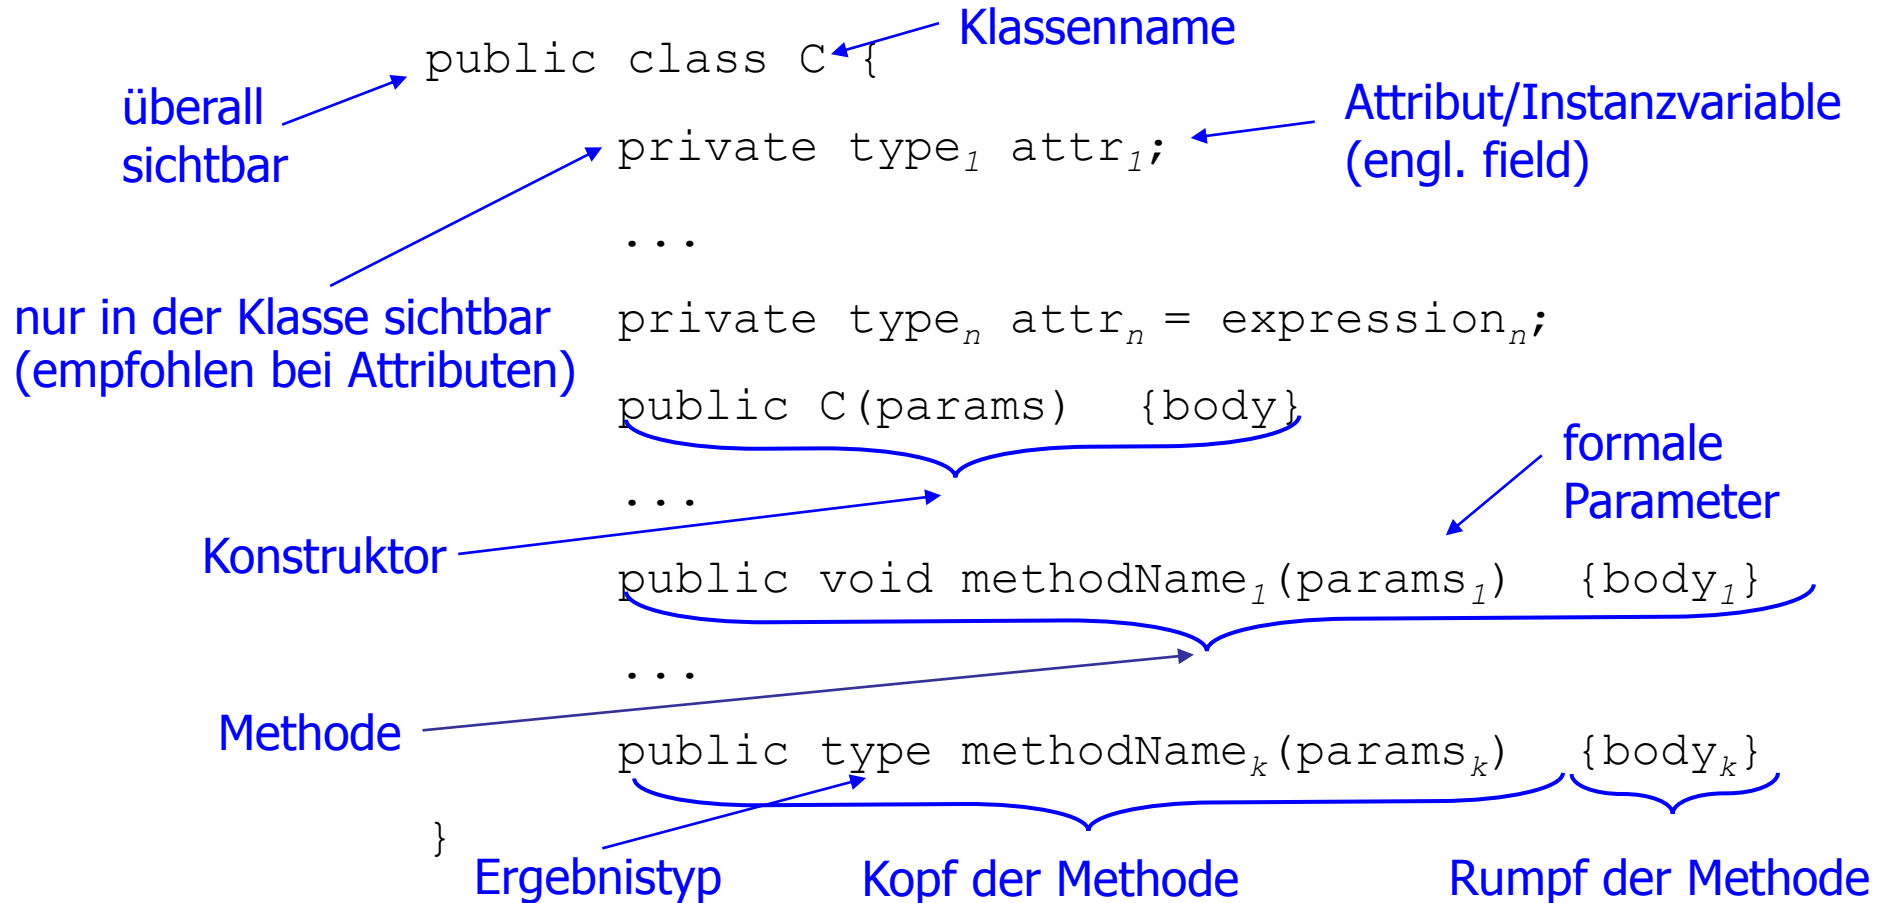 Klassenname
public class C {
überall
sichtbar
Attribut/Instanzvariable
(engl. field)
private type₁ attr₁;
...
nur in der Klasse sichtbar
(empfohlen bei Attributen)
private typeₙ attrₙ = expressionₙ;
public C(params) {body}
formale
Parameter
...
Konstruktor
public void methodName₁(params₁) {body₁}
...
Methode
public type methodNameₖ(paramsₖ) {bodyₖ}
}
Ergebnistyp
Kopf der Methode
Rumpf der Methode